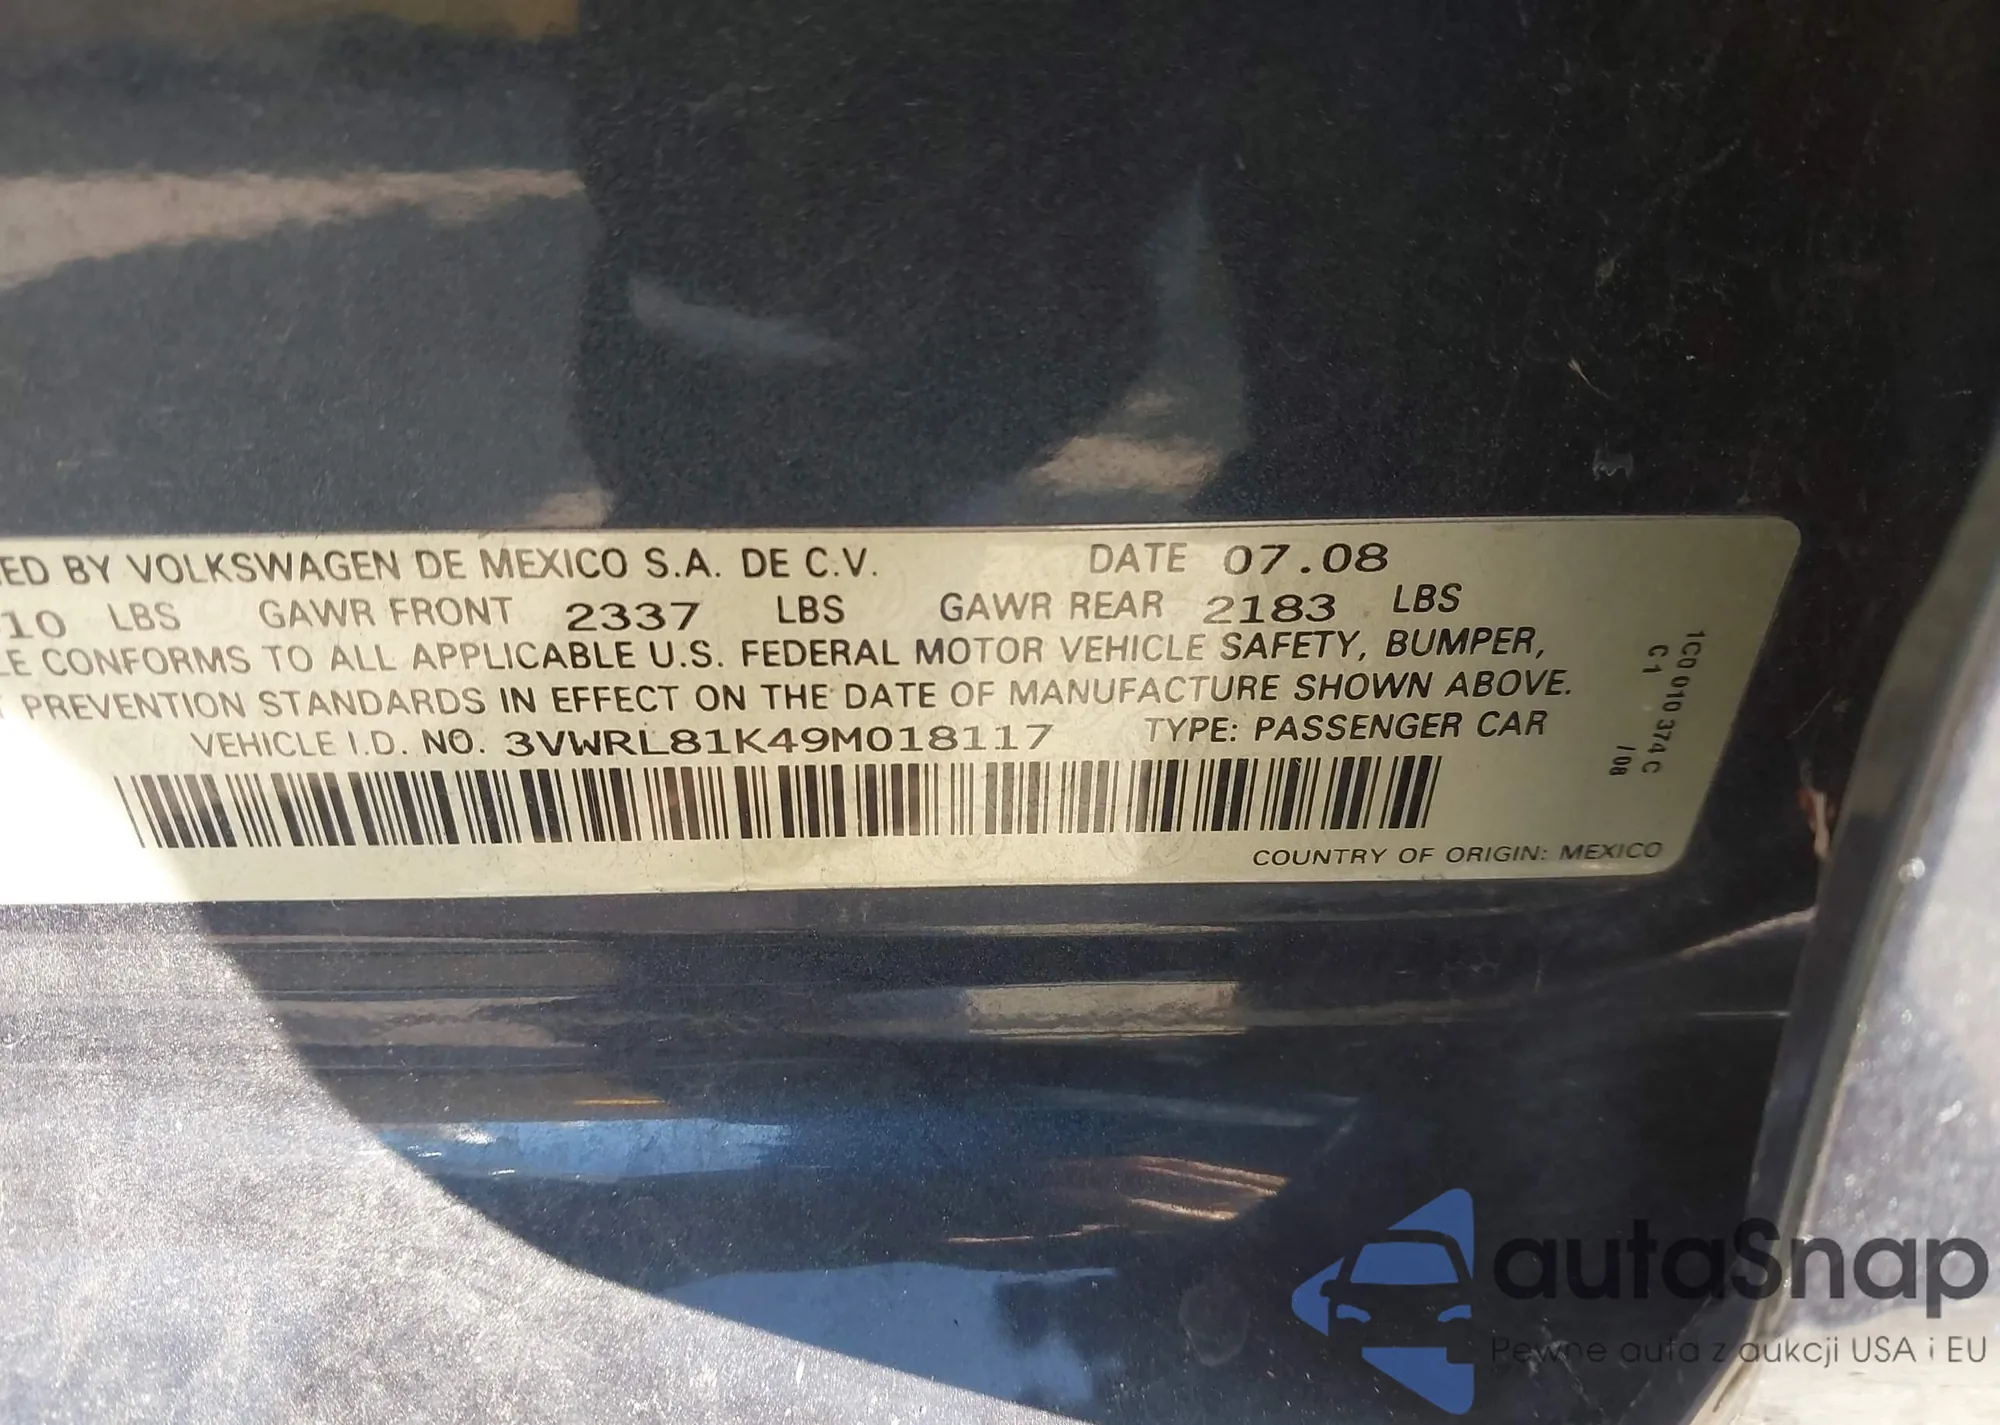 ED BY VOLKSWAGEN DE MEXICO S.A. DE C.V. DATE 07.08
10 LBS GAWR FRONT 2337 LBS GAWR REAR 2183 LBS
LE CONFORMS TO ALL APPLICABLE U.S. FEDERAL MOTOR VEHICLE SAFETY, BUMPER,
PREVENTION STANDARDS IN EFFECT ON THE DATE OF MANUFACTURE SHOWN ABOVE.
VEHICLE I.D. NO. 3VWRL81K49M018117 TYPE: PASSENGER CAR
COUNTRY OF ORIGIN: MEXICO
1C0 010 374 C
C1 /08
autaSnap
Pewne auta z aukcji USA i EU